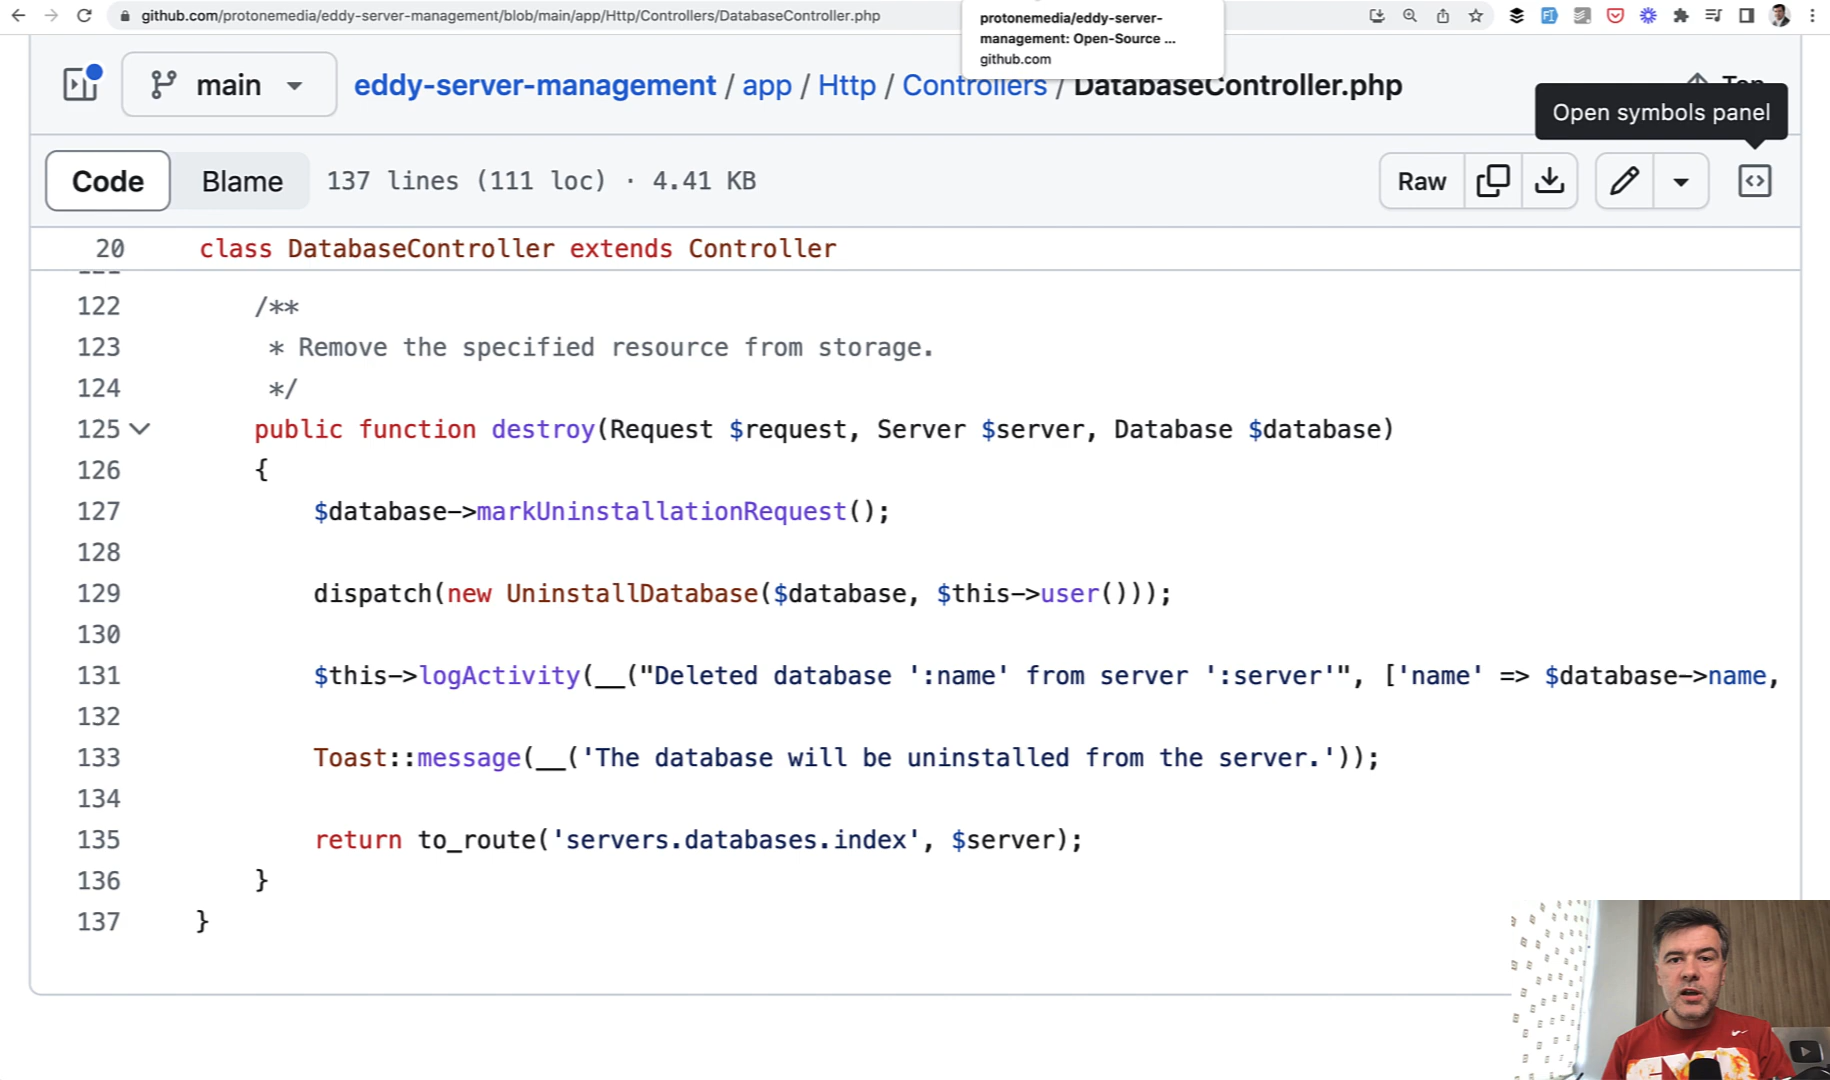 github.com/protonemedia/eddy-server-management/blob/main/app/Http/Controllers/DatabaseController.php
protonemedia/eddy-server-
management: Open-Source ...
github.com
main
eddy-server-management / app / Http / Controllers / DatabaseController.php
Top
Open symbols panel
Code
Blame
137 lines (111 loc) · 4.41 KB
Raw
20 class DatabaseController extends Controller
122 /**
123 * Remove the specified resource from storage.
124 */
125 public function destroy(Request $request, Server $server, Database $database)
126 {
127 $database->markUninstallationRequest();
128
129 dispatch(new UninstallDatabase($database, $this->user()));
130
131 $this->logActivity(__("Deleted database ':name' from server ':server'", ['name' => $database->name,
132
133 Toast::message(__('The database will be uninstalled from the server.'));
134
135 return to_route('servers.databases.index', $server);
136 }
137 }